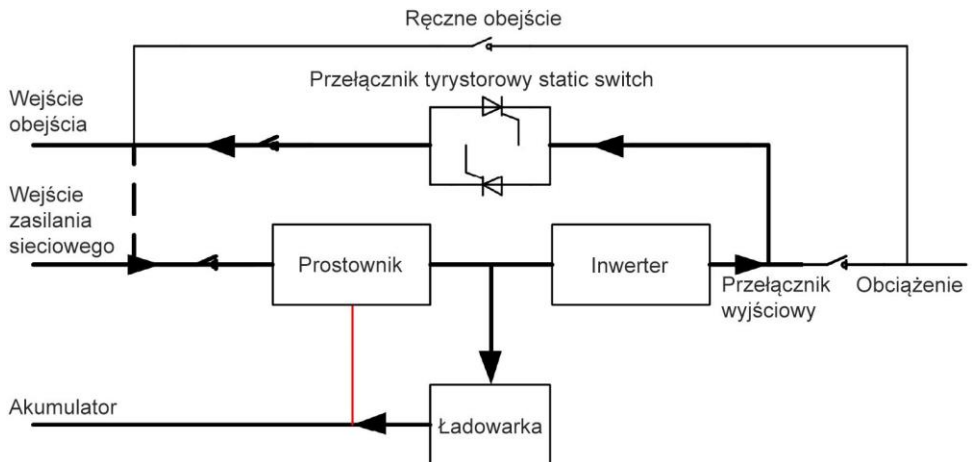 Ręczne obejście
Przełącznik tyrystorowy static switch
Wejście
obejścia
Wejście
zasilania
sieciowego
Prostownik
Inwerter
Przełącznik
wyjściowy
Obciążenie
Akumulator
Ładowarka